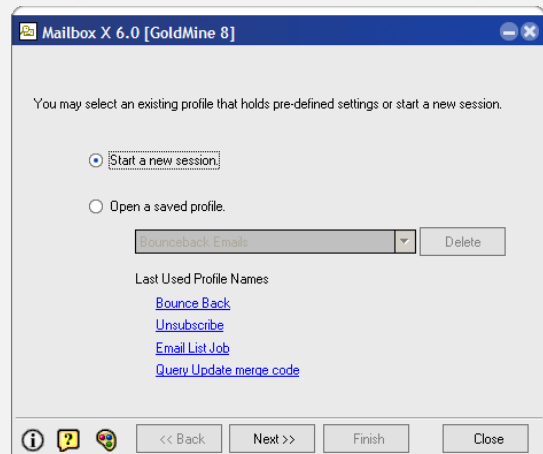 Mailbox X 6.0 [GoldMine 8]
You may select an existing profile that holds pre-defined settings or start a new session.
Start a new session.
Open a saved profile.
Bounceback Emails
Delete
Last Used Profile Names
Bounce Back
Unsubscribe
Email List Job
Query Update merge code
<< Back Next >> Finish Close